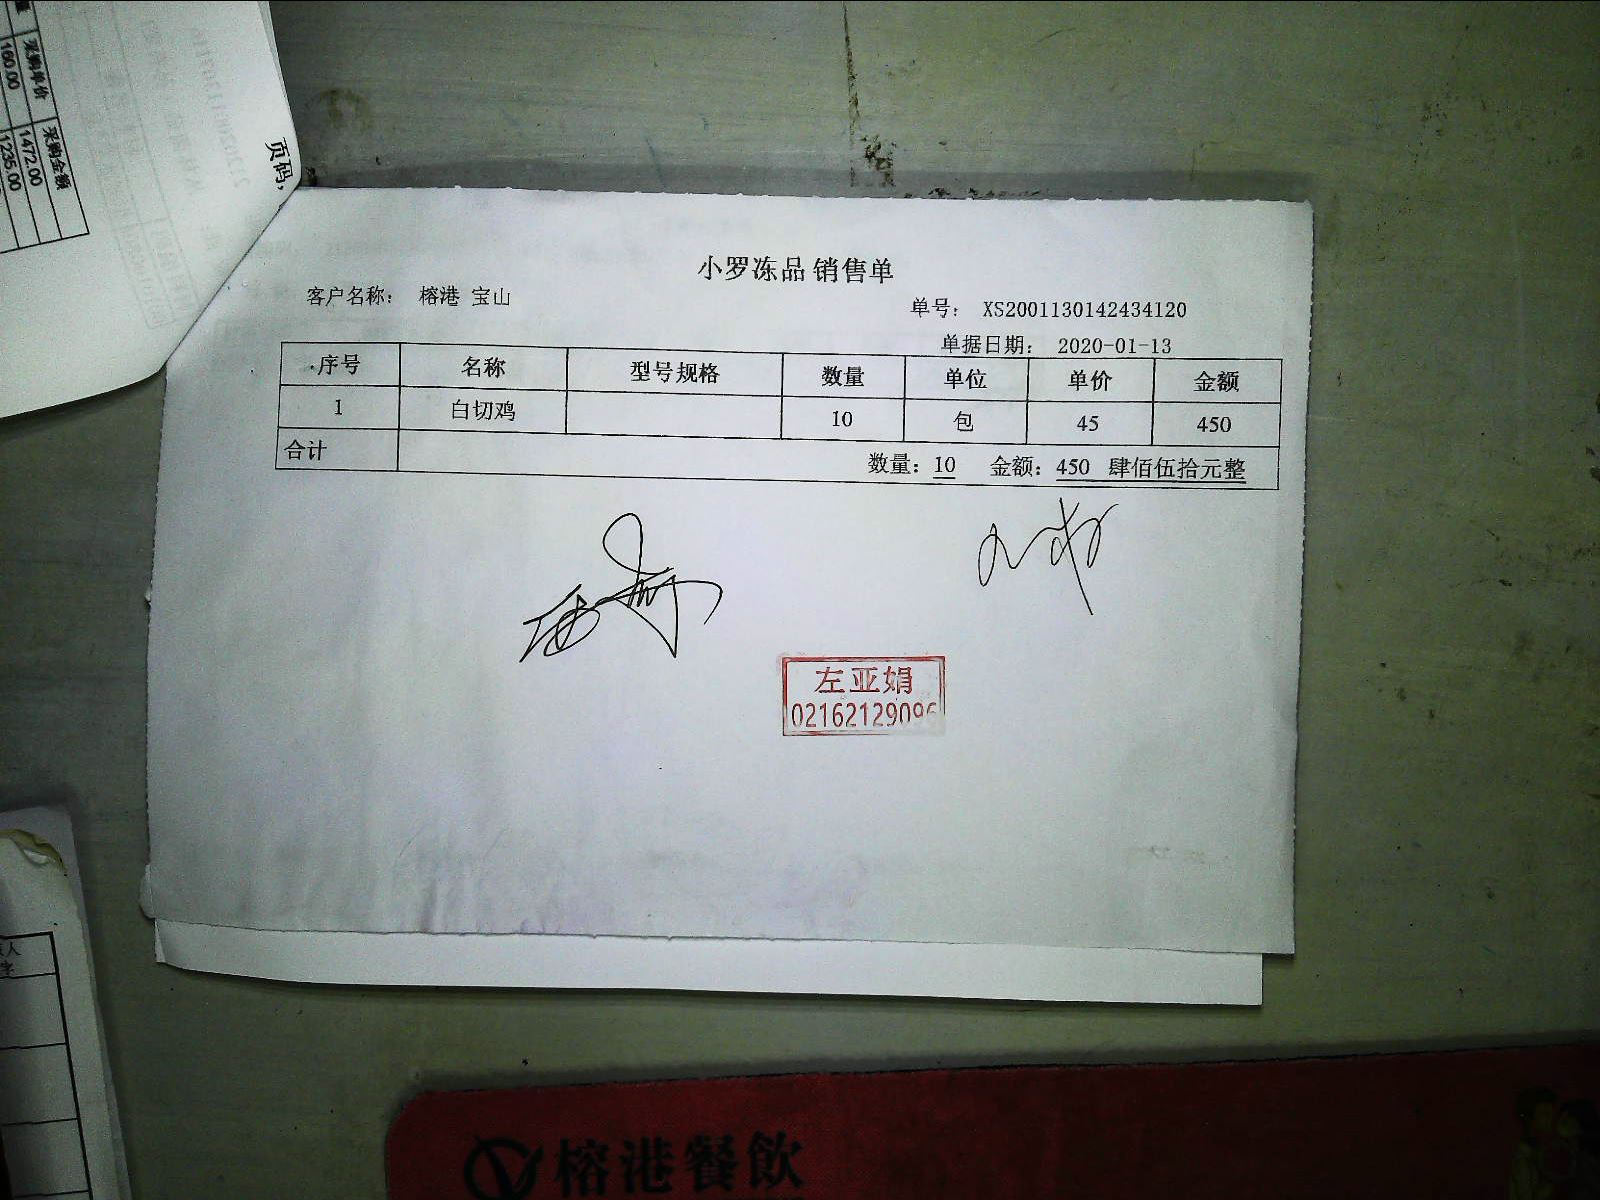 采购单价 采购金额
160.00 1472.00
1235.00
页码,
小罗冻品 销售单
客户名称： 榕港 宝山
单号： XS2001130142434120
单据日期： 2020-01-13
序号 名称 型号规格 数量 单位 单价 金额
1 白切鸡 10 包 45 450
合计 数量：10 金额：450 肆佰伍拾元整
左亚娟
02162129096
人
字
榕港餐飲